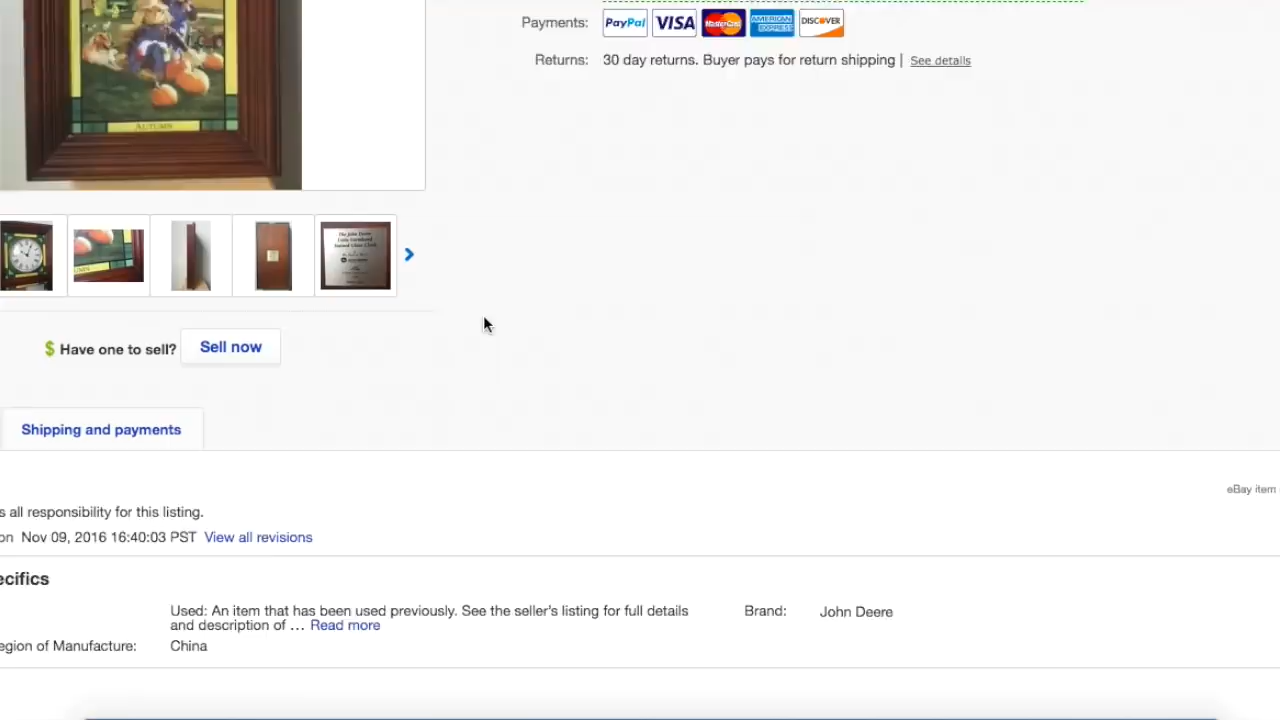 Payments: PayPal VISA MasterCard AMERICAN EXPRESS DISCOVER
Returns: 30 day returns. Buyer pays for return shipping | See details
AUTUMN
$ Have one to sell? Sell now
Shipping and payments
eBay item
s all responsibility for this listing.
on Nov 09, 2016 16:40:03 PST View all revisions
ecifics
Used: An item that has been used previously. See the seller's listing for full details
and description of ... Read more
Brand: John Deere
egion of Manufacture: China